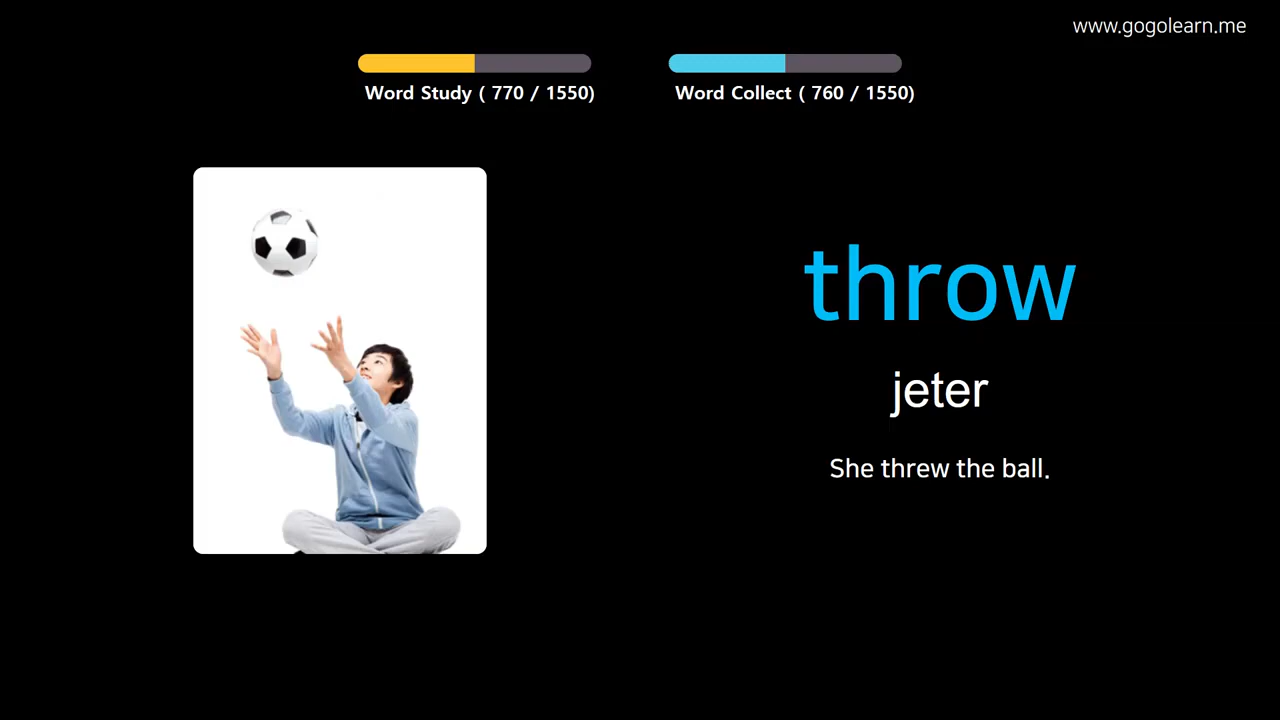 www.gogolearn.me
Word Study ( 770 / 1550)
Word Collect ( 760 / 1550)
throw
jeter
She threw the ball.